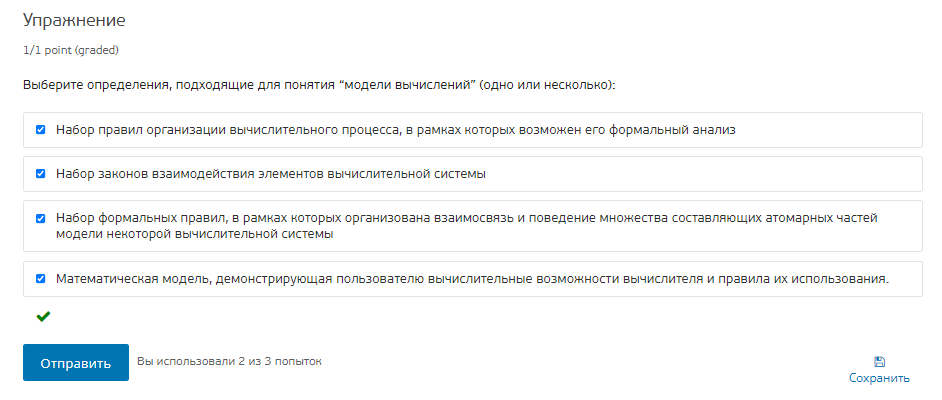 Упражнение
1/1 point (graded)
Выберите определения, подходящие для понятия “модели вычислений” (одно или несколько):
Набор правил организации вычислительного процесса, в рамках которых возможен его формальный анализ
Набор законов взаимодействия элементов вычислительной системы
Набор формальных правил, в рамках которых организована взаимосвязь и поведение множества составляющих атомарных частей
модели некоторой вычислительной системы
Математическая модель, демонстрирующая пользователю вычислительные возможности вычислителя и правила их использования.
Отправить
Вы использовали 2 из 3 попыток
Сохранить